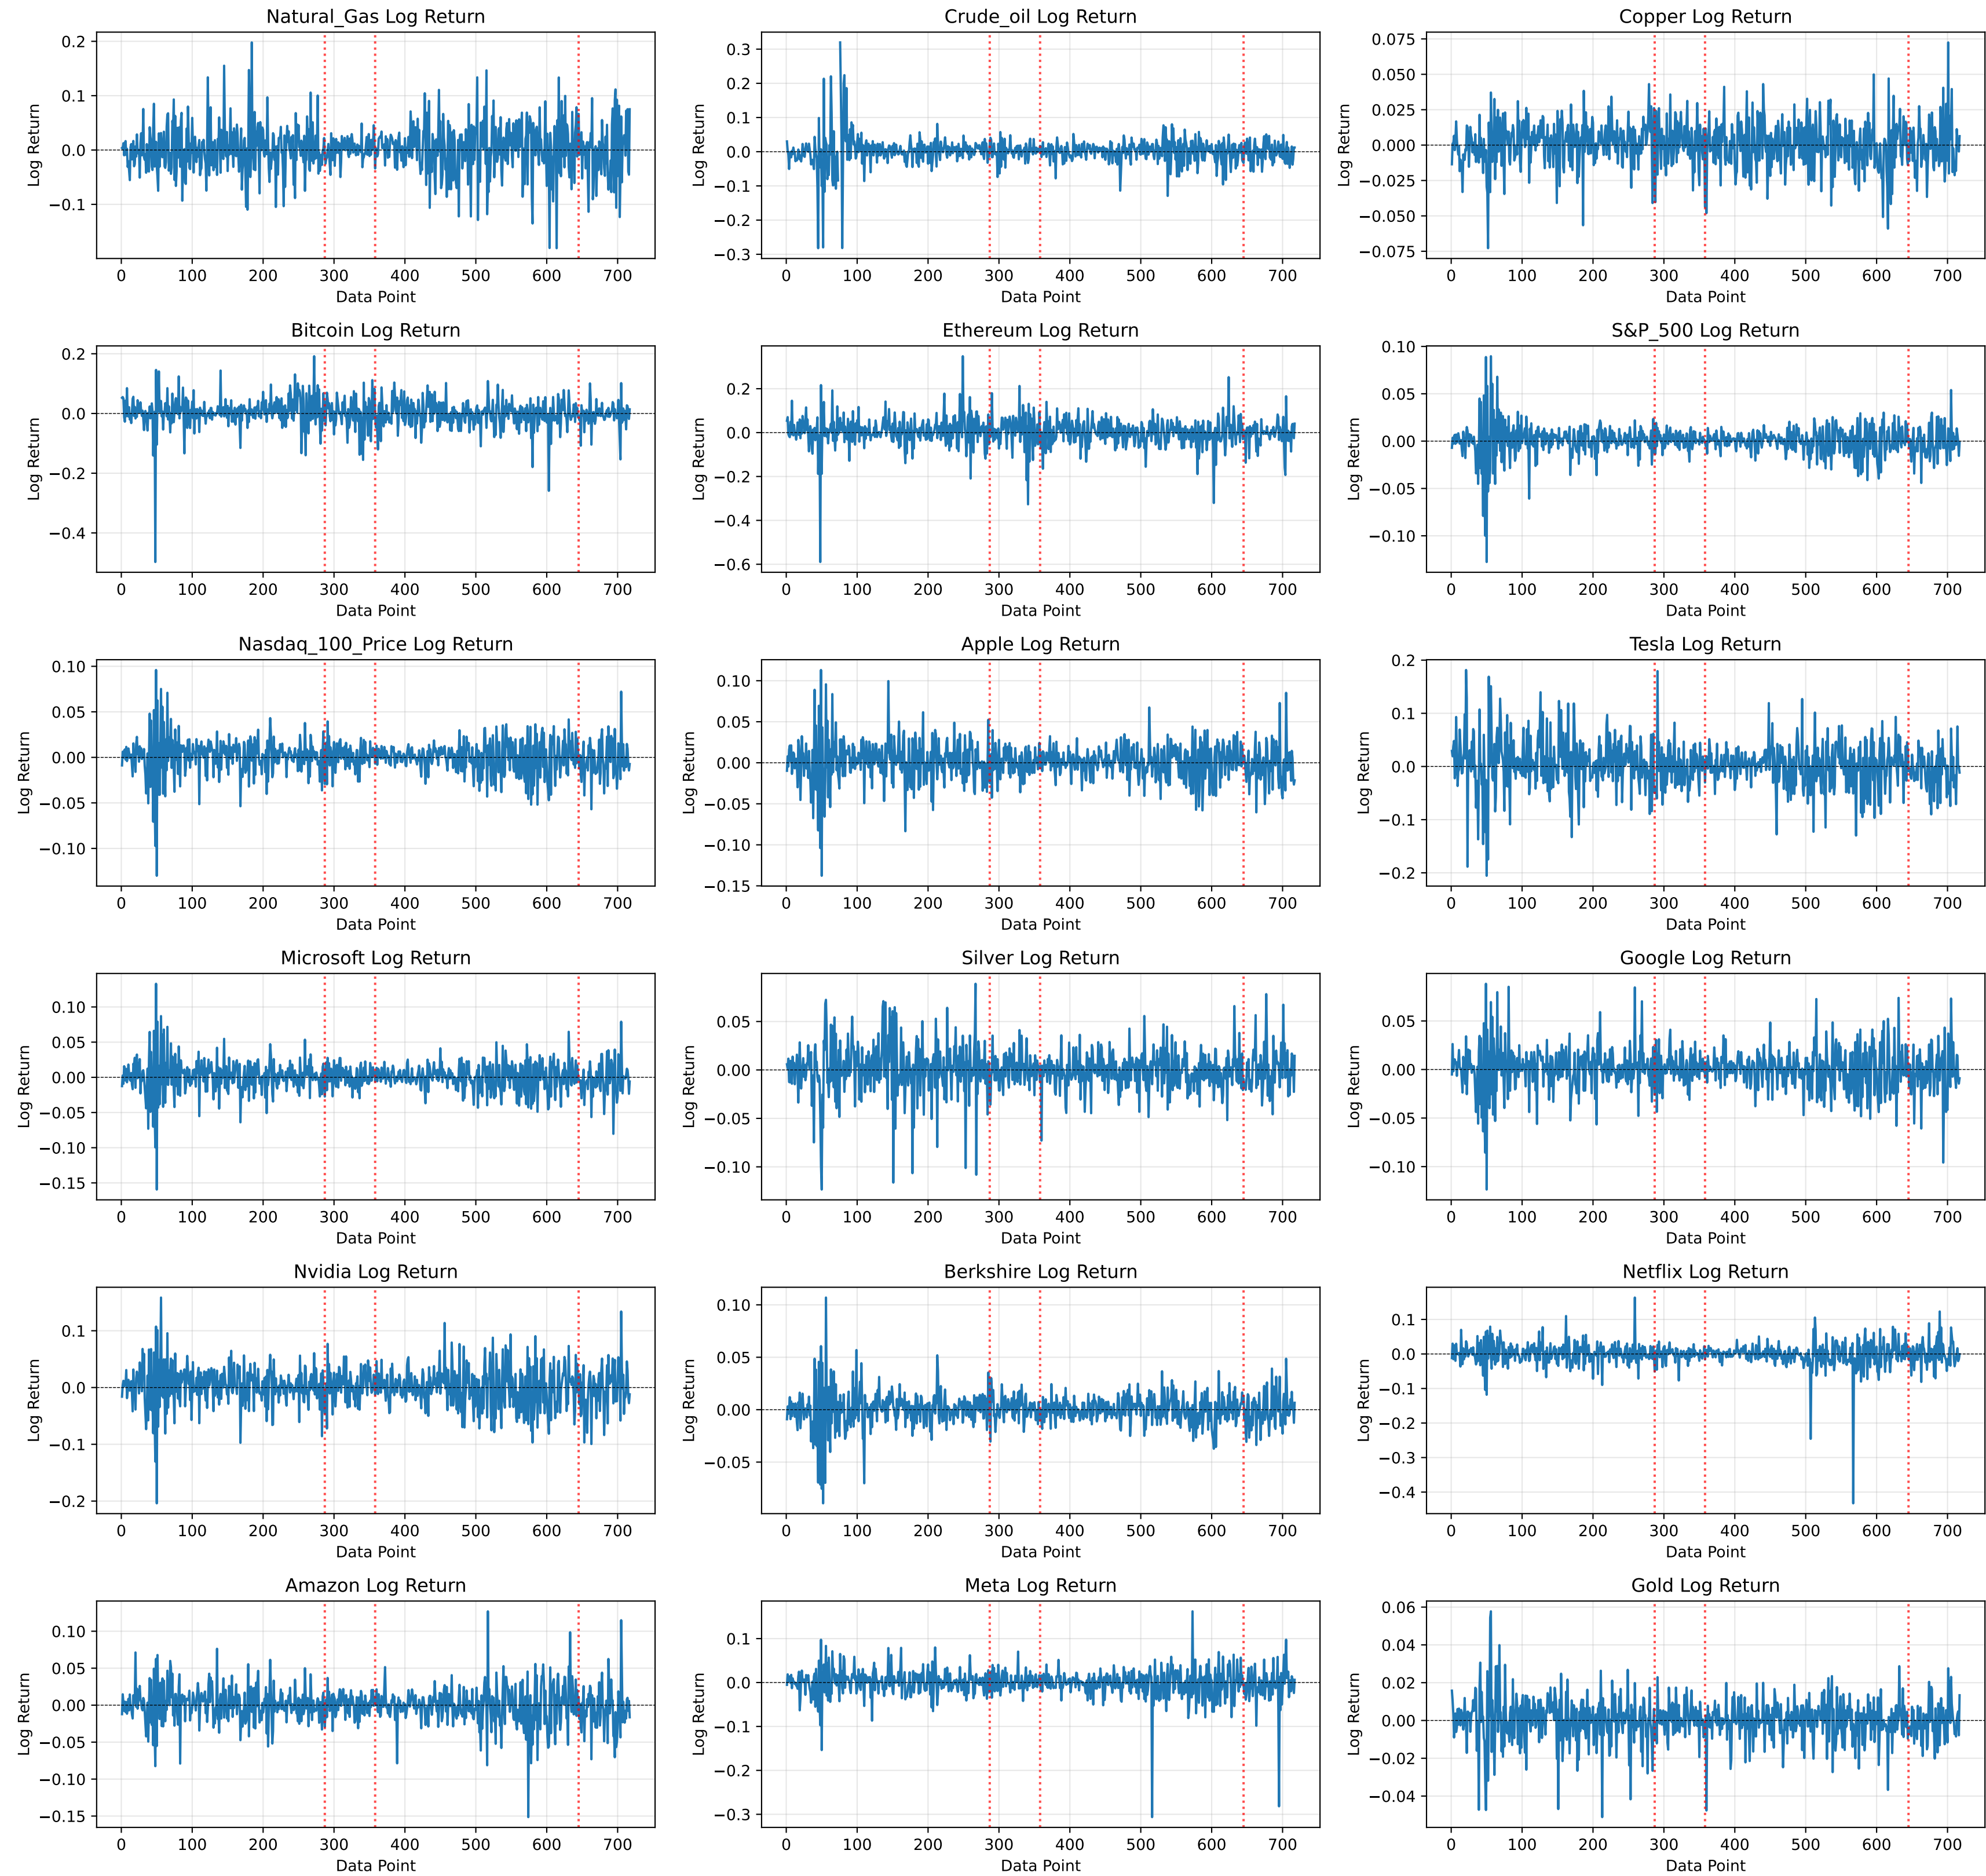 Natural_Gas Log Return
0.2
0.1
0.0
−0.1
Log Return
0 100 200 300 400 500 600 700
Data Point
Crude_oil Log Return
0.3
0.2
0.1
0.0
−0.1
−0.2
−0.3
Log Return
0 100 200 300 400 500 600 700
Data Point
Copper Log Return
0.075
0.050
0.025
0.000
−0.025
−0.050
−0.075
Log Return
0 100 200 300 400 500 600 700
Data Point
Bitcoin Log Return
0.2
0.0
−0.2
−0.4
Log Return
0 100 200 300 400 500 600 700
Data Point
Ethereum Log Return
0.2
0.0
−0.2
−0.4
−0.6
Log Return
0 100 200 300 400 500 600 700
Data Point
S&P_500 Log Return
0.10
0.05
0.00
−0.05
−0.10
Log Return
0 100 200 300 400 500 600 700
Data Point
Nasdaq_100_Price Log Return
0.10
0.05
0.00
−0.05
−0.10
Log Return
0 100 200 300 400 500 600 700
Data Point
Apple Log Return
0.10
0.05
0.00
−0.05
−0.10
−0.15
Log Return
0 100 200 300 400 500 600 700
Data Point
Tesla Log Return
0.2
0.1
0.0
−0.1
−0.2
Log Return
0 100 200 300 400 500 600 700
Data Point
Microsoft Log Return
0.10
0.05
0.00
−0.05
−0.10
−0.15
Log Return
0 100 200 300 400 500 600 700
Data Point
Silver Log Return
0.05
0.00
−0.05
−0.10
Log Return
0 100 200 300 400 500 600 700
Data Point
Google Log Return
0.05
0.00
−0.05
−0.10
Log Return
0 100 200 300 400 500 600 700
Data Point
Nvidia Log Return
0.1
0.0
−0.1
−0.2
Log Return
0 100 200 300 400 500 600 700
Data Point
Berkshire Log Return
0.10
0.05
0.00
−0.05
Log Return
0 100 200 300 400 500 600 700
Data Point
Netflix Log Return
0.1
0.0
−0.1
−0.2
−0.3
−0.4
Log Return
0 100 200 300 400 500 600 700
Data Point
Amazon Log Return
0.10
0.05
0.00
−0.05
−0.10
−0.15
Log Return
0 100 200 300 400 500 600 700
Data Point
Meta Log Return
0.1
0.0
−0.1
−0.2
−0.3
Log Return
0 100 200 300 400 500 600 700
Data Point
Gold Log Return
0.06
0.04
0.02
0.00
−0.02
−0.04
Log Return
0 100 200 300 400 500 600 700
Data Point